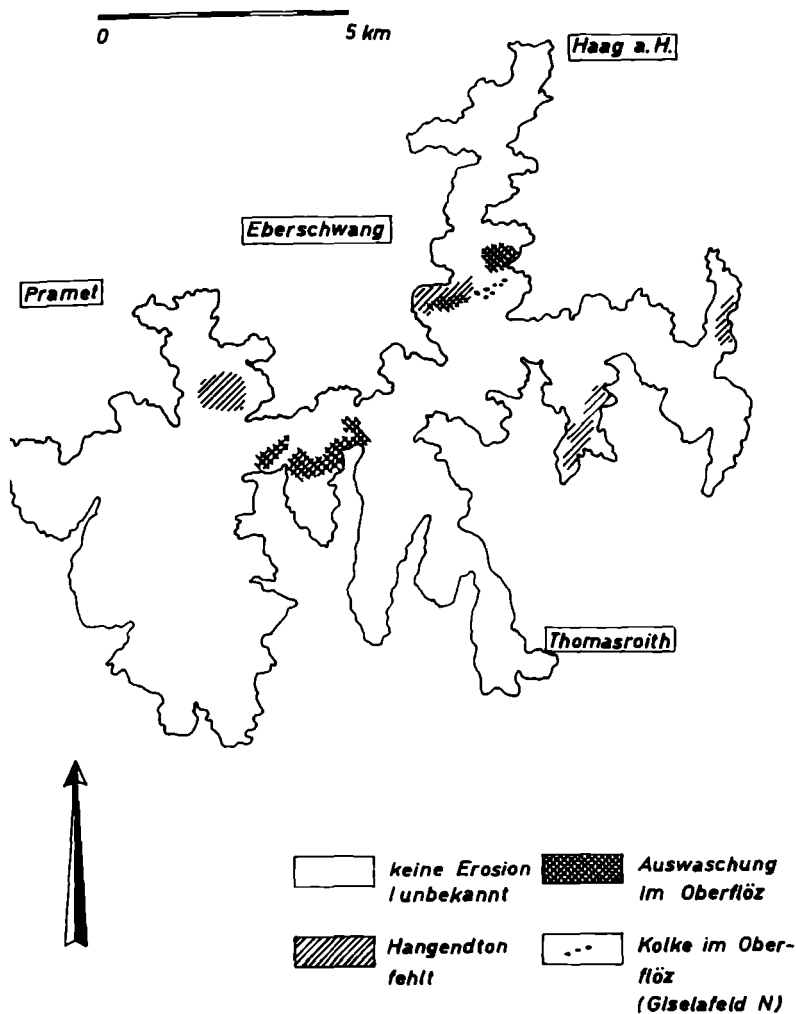 0 5 km
Haag a. H.
Eberschwang
Pramet
Thomasroith
keine Erosion
/ unbekannt
Auswaschung
im Oberflöz
Hangendton
fehlt
Kolke im Ober-
flöz
(Giselafeld N)